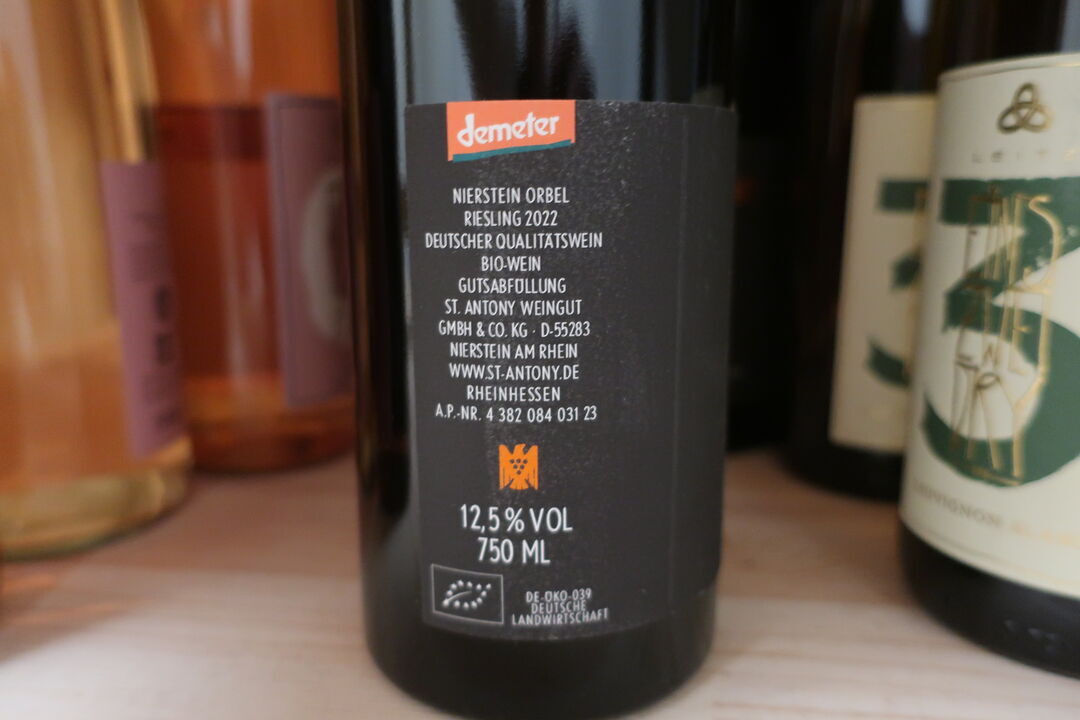 demeter
NIERSTEIN ORBEL
RIESLING 2022
DEUTSCHER QUALITÄTSWEIN
BIO-WEIN
GUTSABFÜLLUNG
ST. ANTONY WEINGUT
GMBH & CO. KG · D-55283
NIERSTEIN AM RHEIN
WWW.ST-ANTONY.DE
RHEINHESSEN
A.P.-NR. 4 382 084 031 23
12,5 % VOL
750 ML
DE-ÖKO-039
DEUTSCHE
LANDWIRTSCHAFT
LEITZ
3